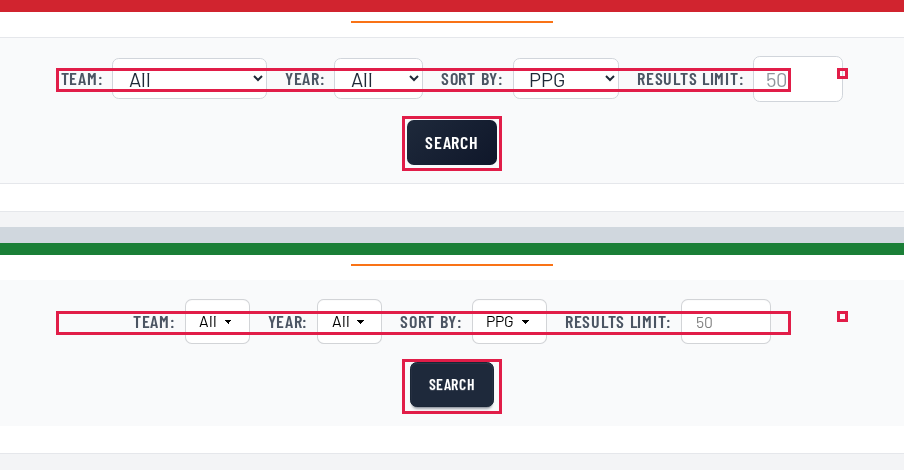 TEAM: All YEAR: All SORT BY: PPG RESULTS LIMIT: 50
SEARCH
TEAM: All YEAR: All SORT BY: PPG RESULTS LIMIT: 50
SEARCH